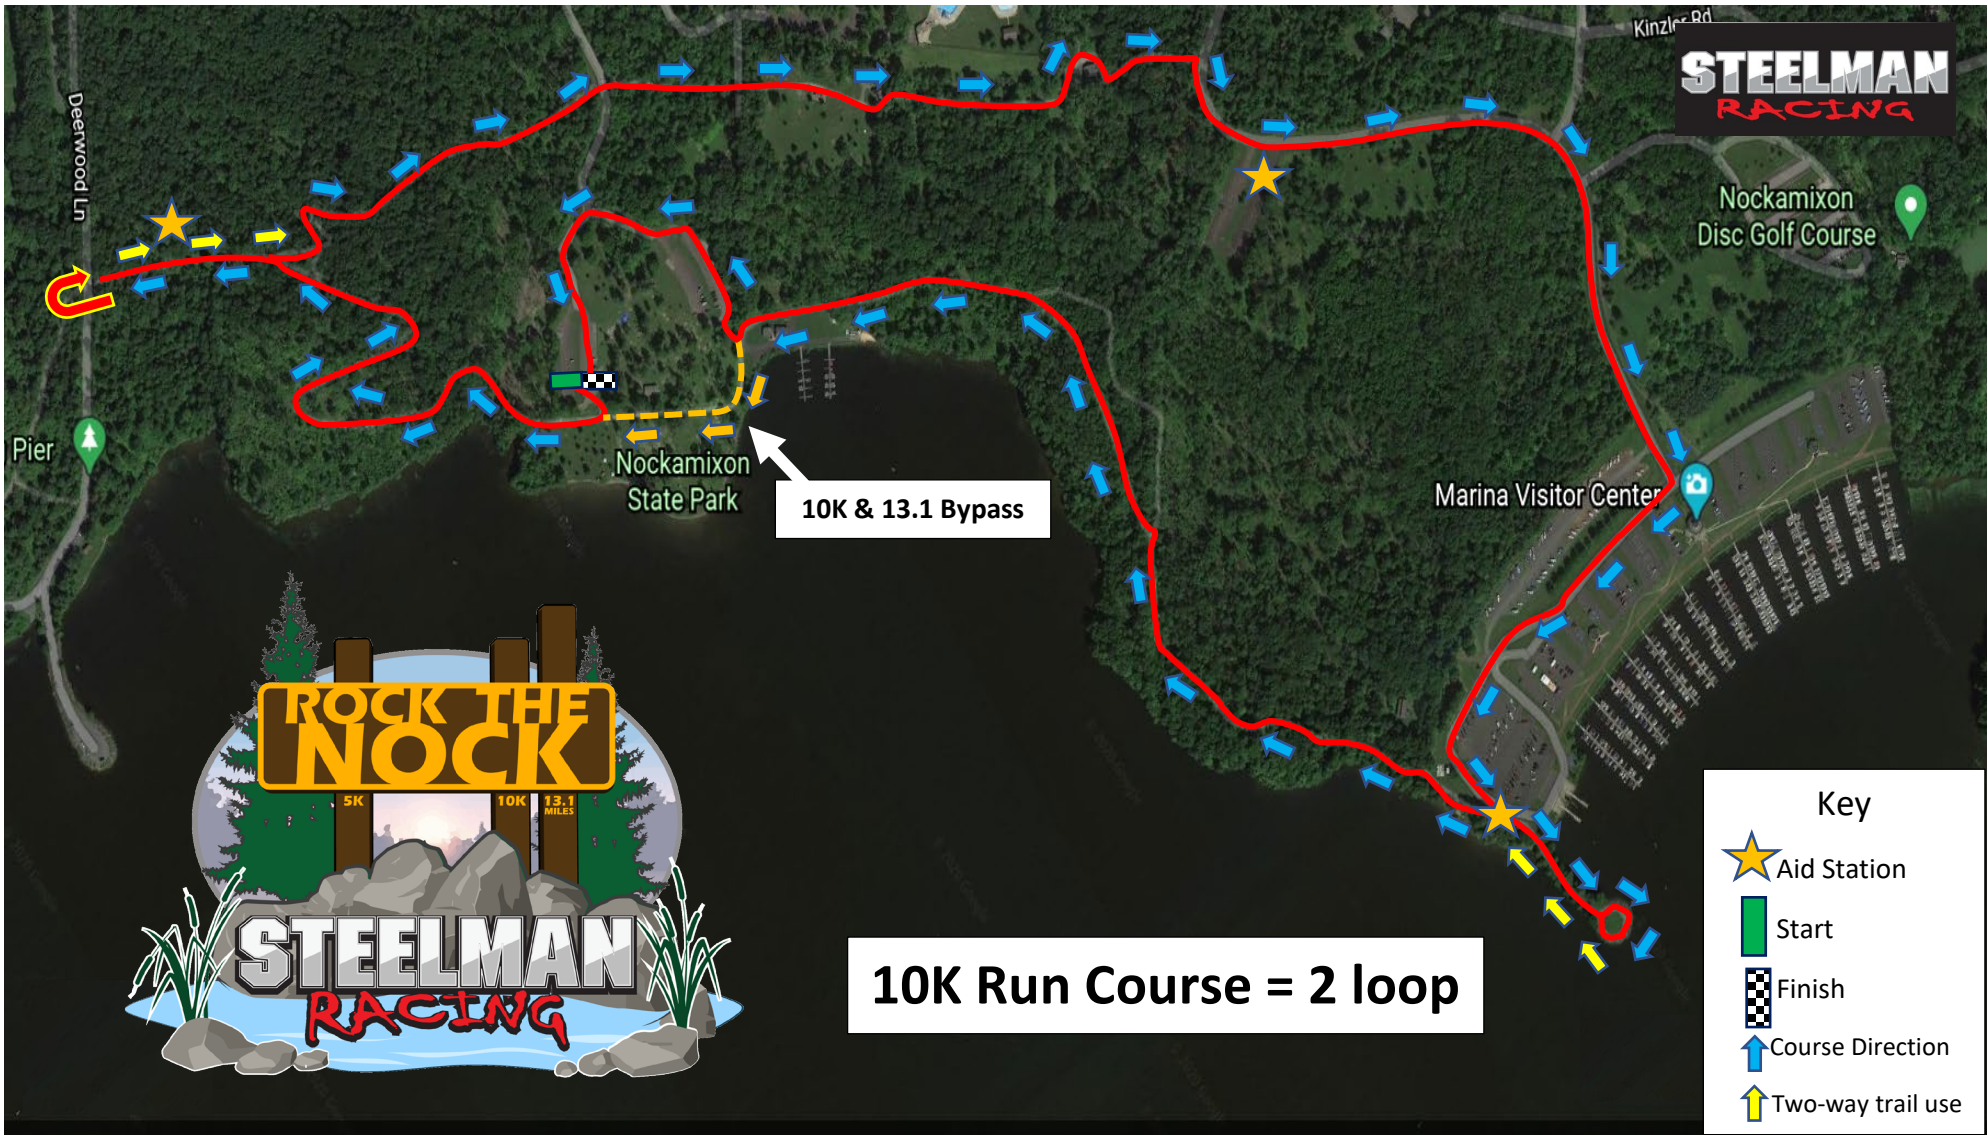 Kinzler Rd
STEELMAN
RACING
Deerwood Ln
Nockamixon
Disc Golf Course
Pier
Nockamixon
State Park
10K & 13.1 Bypass
Marina Visitor Center
ROCK THE
NOCK
5K
10K
13.1
MILES
STEELMAN
RACING
10K Run Course = 2 loop
Key
Aid Station
Start
Finish
Course Direction
Two-way trail use